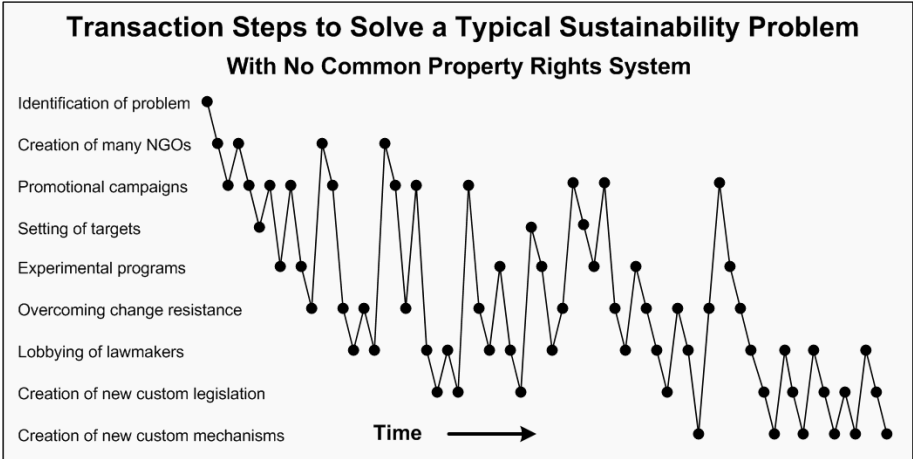 Transaction Steps to Solve a Typical Sustainability Problem
With No Common Property Rights System
Identification of problem
Creation of many NGOs
Promotional campaigns
Setting of targets
Experimental programs
Overcoming change resistance
Lobbying of lawmakers
Creation of new custom legislation
Creation of new custom mechanisms
Time